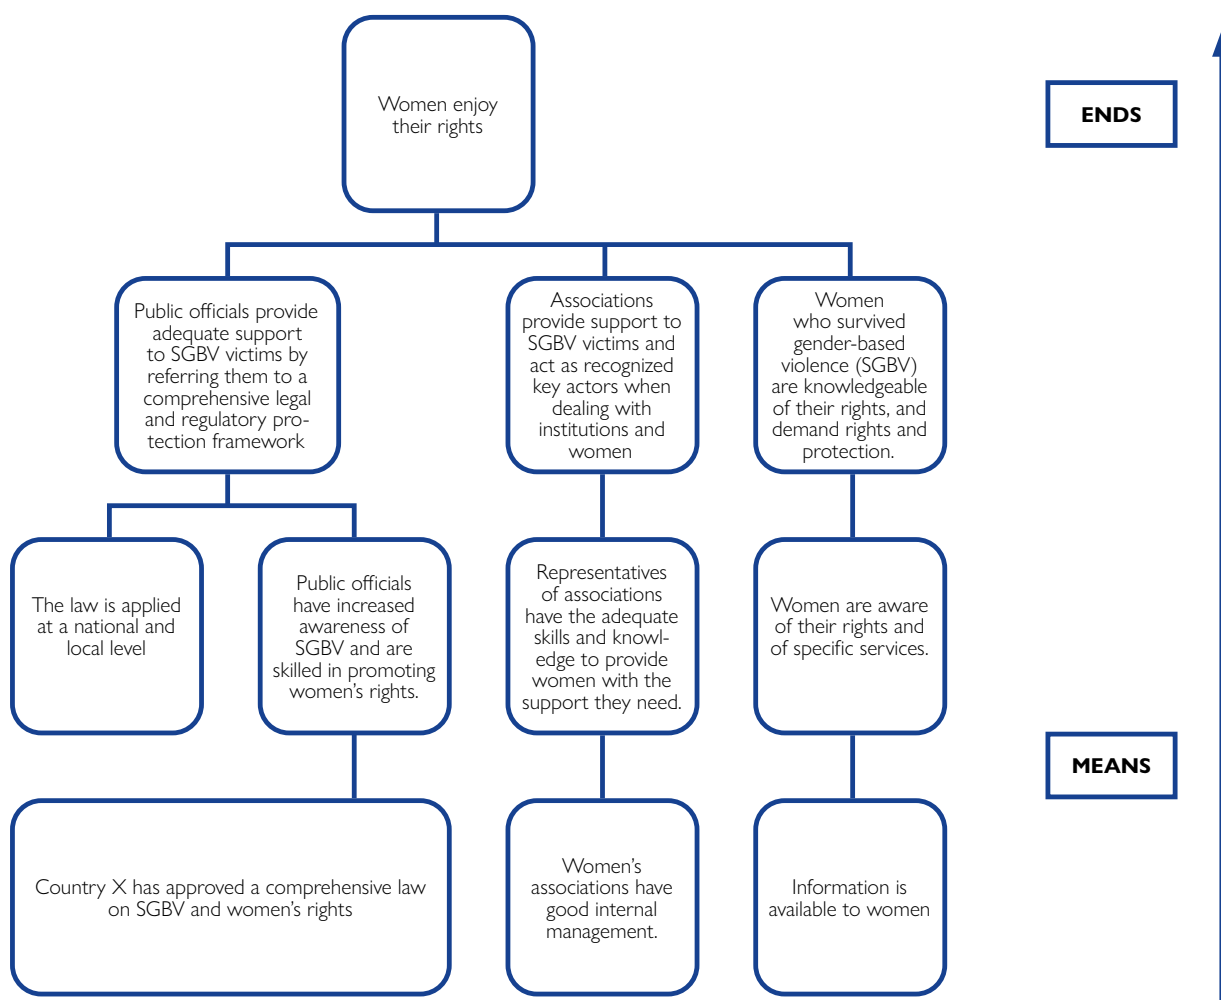 Women enjoy
their rights
ENDS
Public officials provide
adequate support
to SGBV victims by
referring them to a
comprehensive legal
and regulatory pro-
tection framework
Associations
provide support to
SGBV victims and
act as recognized
key actors when
dealing with
institutions and
women
Women
who survived
gender-based
violence (SGBV)
are knowledgeable
of their rights, and
demand rights and
protection.
The law is applied
at a national and
local level
Public officials
have increased
awareness of
SGBV and are
skilled in promoting
women's rights.
Representatives
of associations
have the adequate
skills and knowl-
edge to provide
women with the
support they need.
Women are aware
of their rights and
of specific services.
MEANS
Country X has approved a comprehensive law
on SGBV and women's rights
Women's
associations have
good internal
management.
Information is
available to women